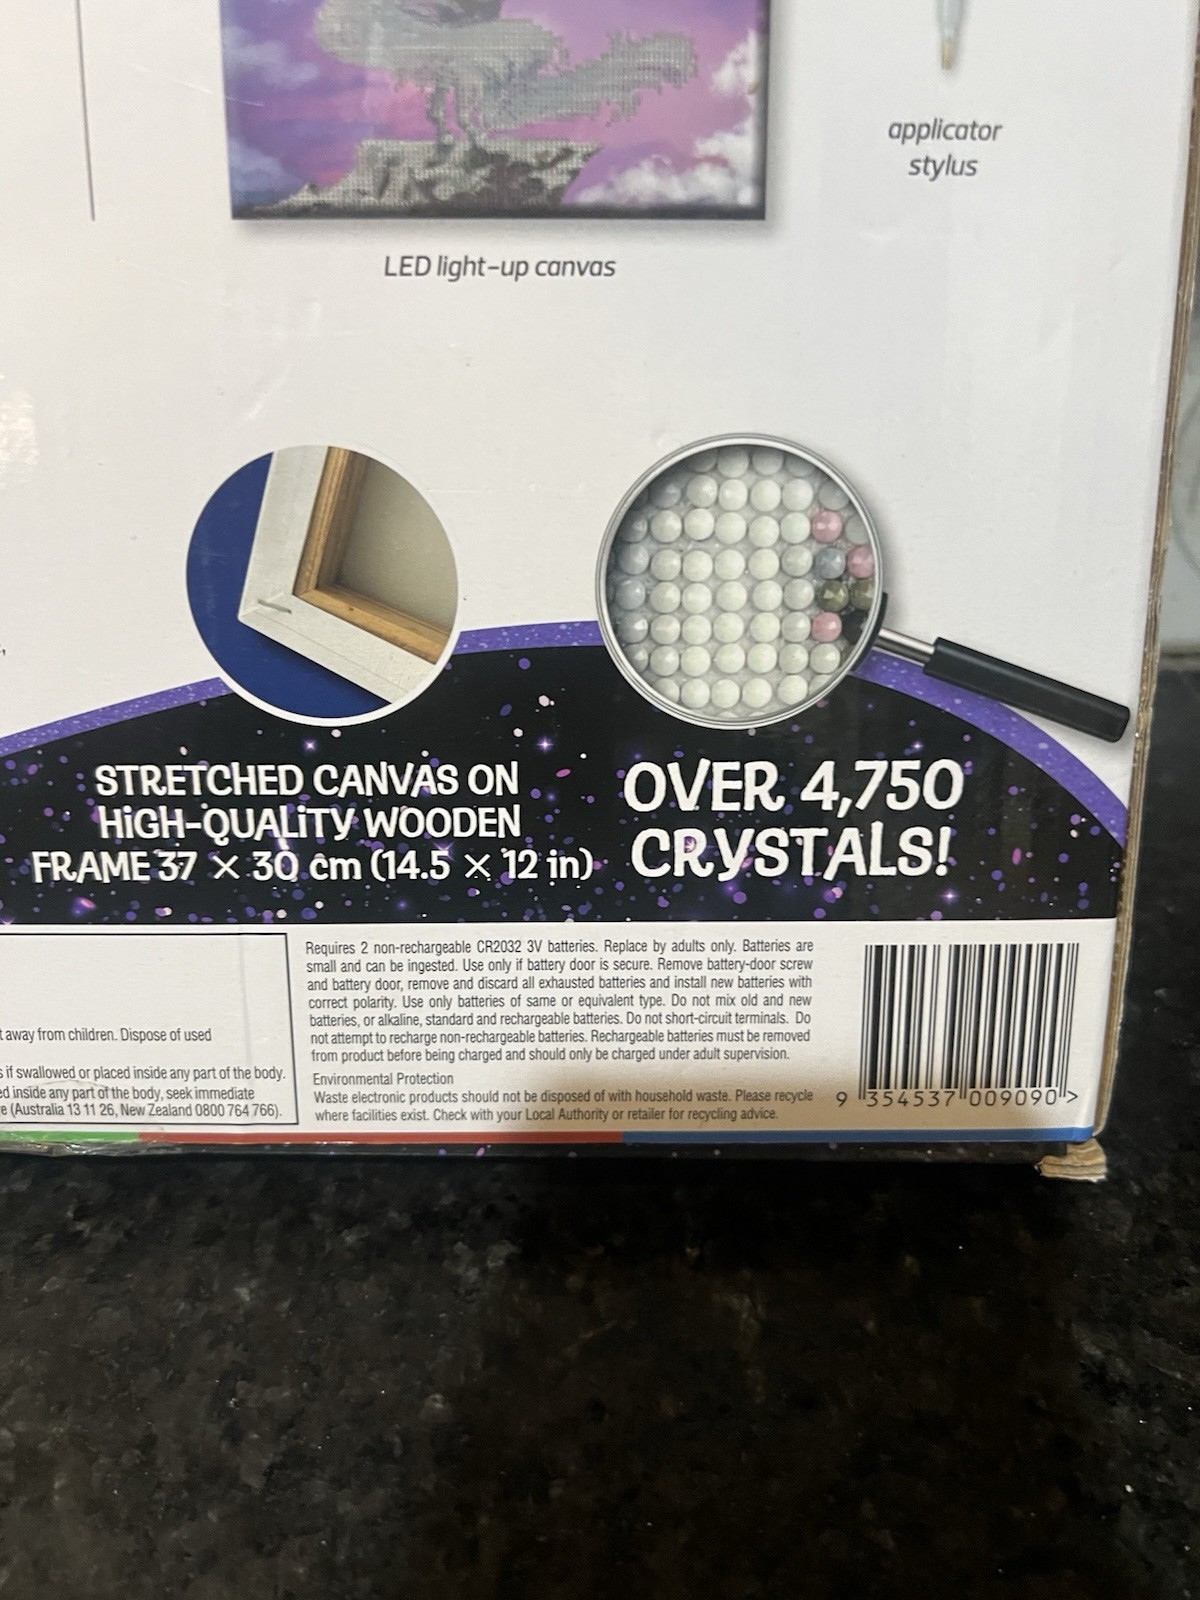 applicator
stylus
LED light-up canvas
STRETCHED CANVAS ON
HiGH-QUALiTY WOODEN
FRAME 37 × 30 cm (14.5 × 12 in)
OVER 4,750
CRYSTALS!
away from children. Dispose of used
if swallowed or placed inside any part of the body.
inside any part of the body, seek immediate
(Australia 13 11 26, New Zealand 0800 764 766).
Requires 2 non-rechargeable CR2032 3V batteries. Replace by adults only. Batteries are
small and can be ingested. Use only if battery door is secure. Remove battery-door screw
and battery door, remove and discard all exhausted batteries and install new batteries with
correct polarity. Use only batteries of same or equivalent type. Do not mix old and new
batteries, or alkaline, standard and rechargeable batteries. Do not short-circuit terminals. Do
not attempt to recharge non-rechargeable batteries. Rechargeable batteries must be removed
from product before being charged and should only be charged under adult supervision.
Environmental Protection
Waste electronic products should not be disposed of with household waste. Please recycle
where facilities exist. Check with your Local Authority or retailer for recycling advice.
9 354537 009090 >